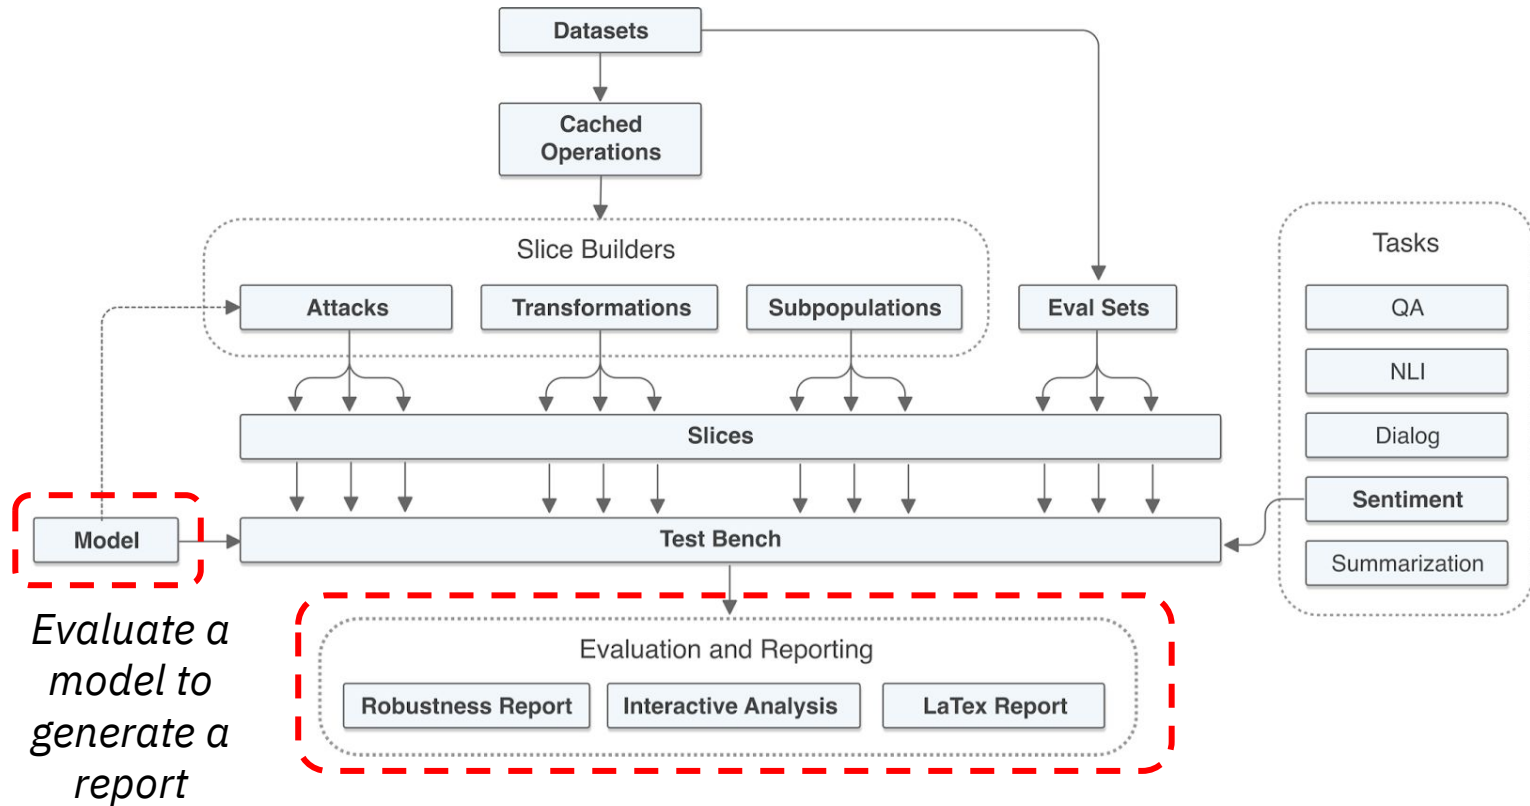 Datasets
Cached
Operations
Slice Builders
Attacks
Transformations
Subpopulations
Eval Sets
Slices
Model
Test Bench
Tasks
QA
NLI
Dialog
Sentiment
Summarization
Evaluate a
model to
generate a
report
Evaluation and Reporting
Robustness Report
Interactive Analysis
LaTex Report